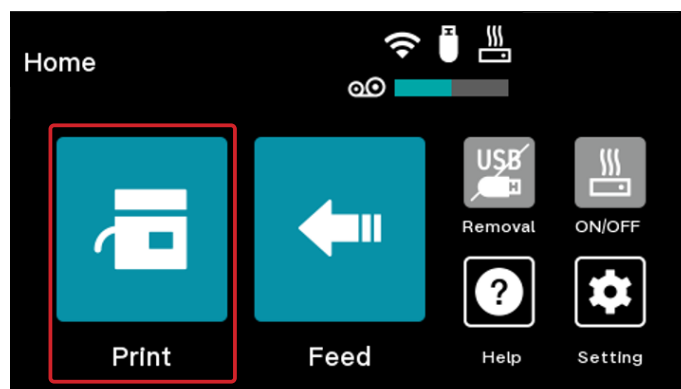 Home
USB
Removal
ON/OFF
?
Print
Feed
Help
Setting